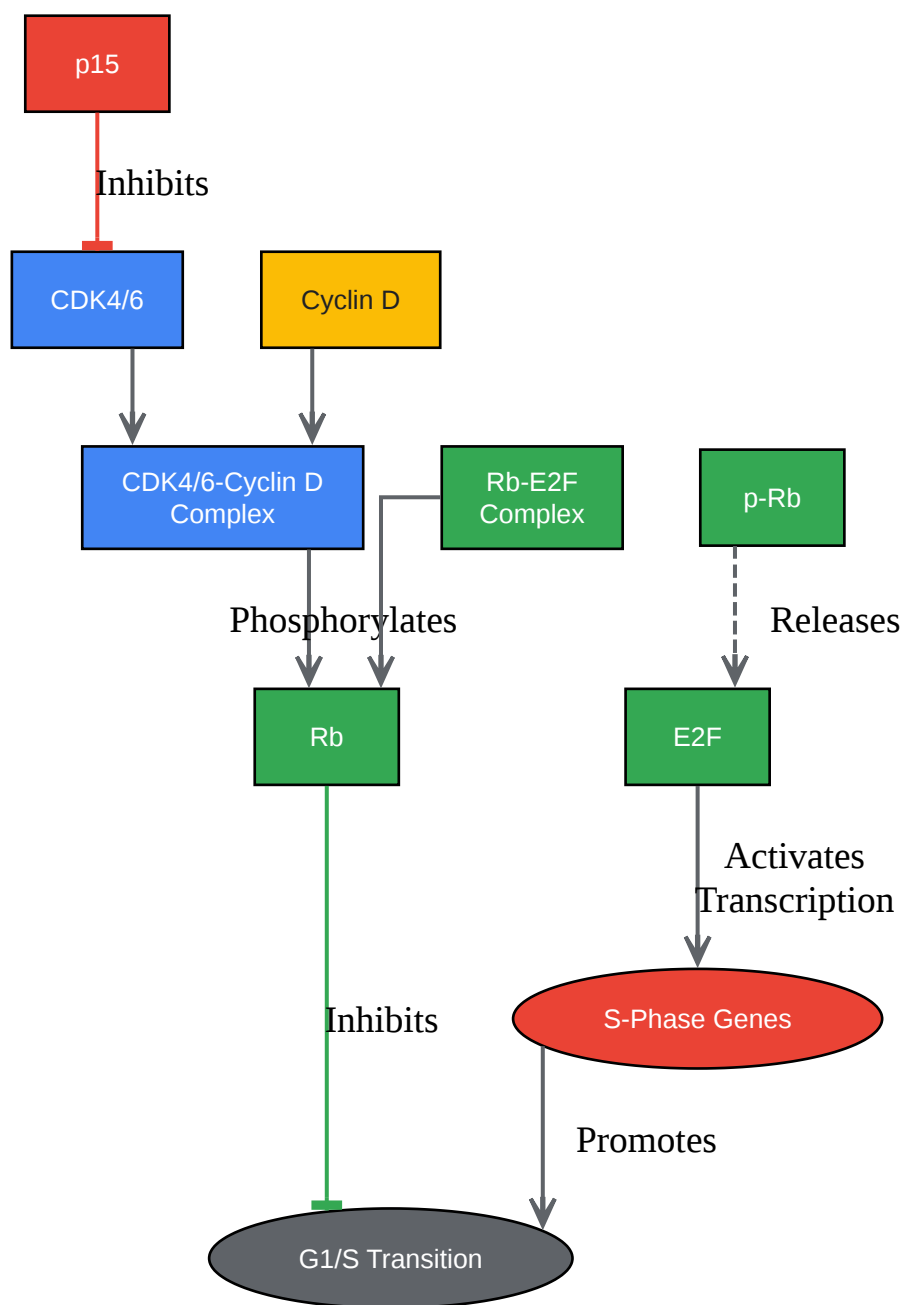 p15
Inhibits
CDK4/6
Cyclin D
CDK4/6-Cyclin D
Complex
Rb-E2F
Complex
p-Rb
Phosphorylates
Releases
Rb
E2F
Activates
Transcription
Inhibits
S-Phase Genes
Promotes
G1/S Transition